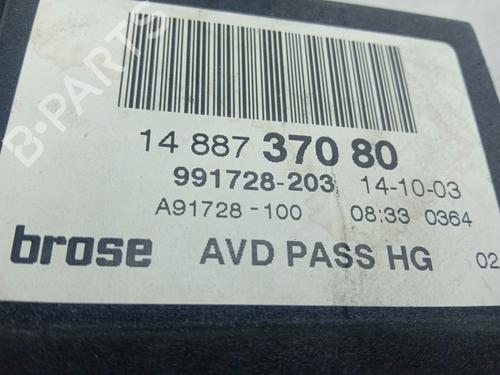 14 887 370 80
991728-203 14-10-03
A91728-100 08:33 0364
brose AVD PASS HG 02
B-PARTS